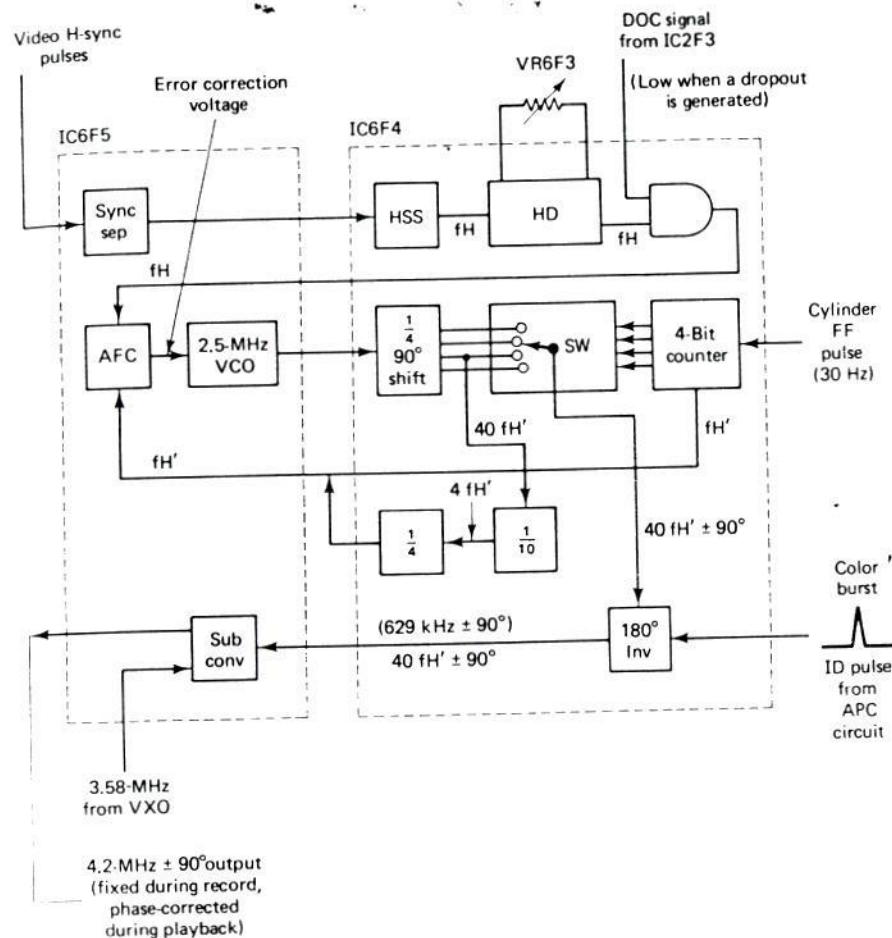 Video H-sync
pulses
Error correction
voltage
VR6F3
DOC signal
from IC2F3
(Low when a dropout
is generated)
IC6F5
IC6F4
Sync
sep
HSS
fH
HD
fH
fH
AFC
2.5-MHz
VCO
1/4
90°
shift
SW
4-Bit
counter
Cylinder
FF
pulse
(30 Hz)
40 fH'
fH'
fH'
4 fH'
1/4
1/10
40 fH' ± 90°
Color
burst
Sub
conv
(629 kHz ± 90°)
40 fH' ± 90°
180°
Inv
ID pulse
from
APC
circuit
3.58-MHz
from VXO
4.2-MHz ± 90° output
(fixed during record,
phase-corrected
during playback)